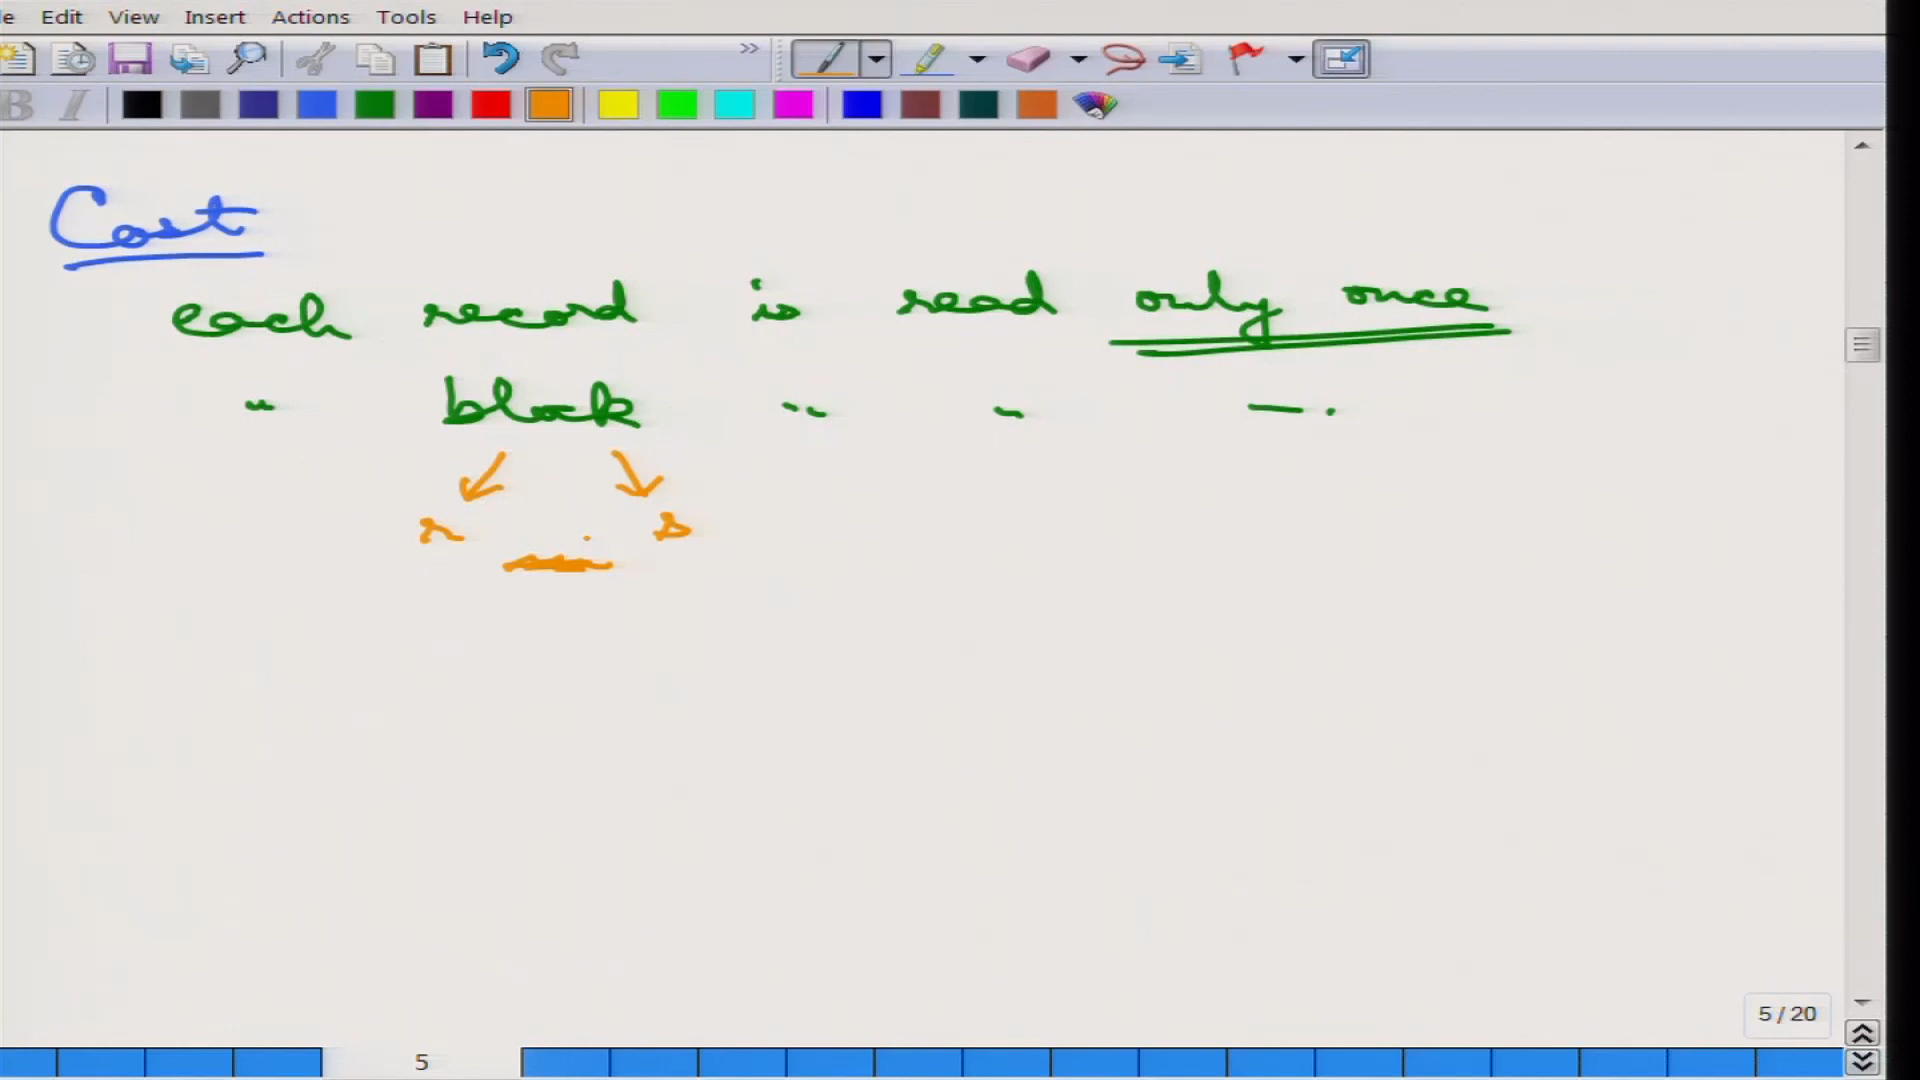 Edit View Insert Actions Tools Help
B I
Cost
each record is read only once
" block " " — .
r s
5 / 20
5